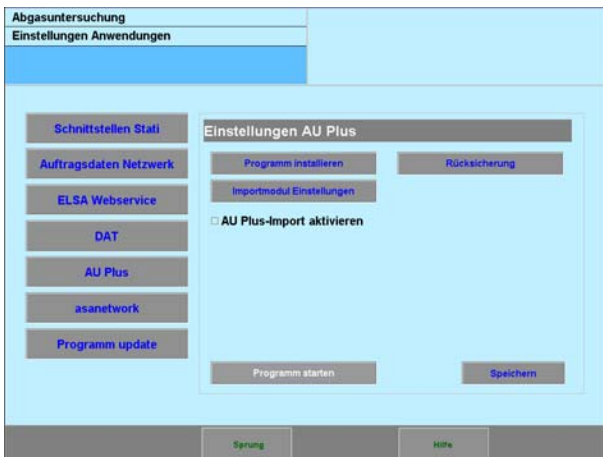 Abgasuntersuchung
Einstellungen Anwendungen
Schnittstellen Stati
Auftragsdaten Netzwerk
ELSA Webservice
DAT
AU Plus
asanetwork
Programm update
Einstellungen AU Plus
Programm installieren
Rücksicherung
Importmodul Einstellungen
AU Plus-Import aktivieren
Programm starten
Speichern
Sprung
Hilfe